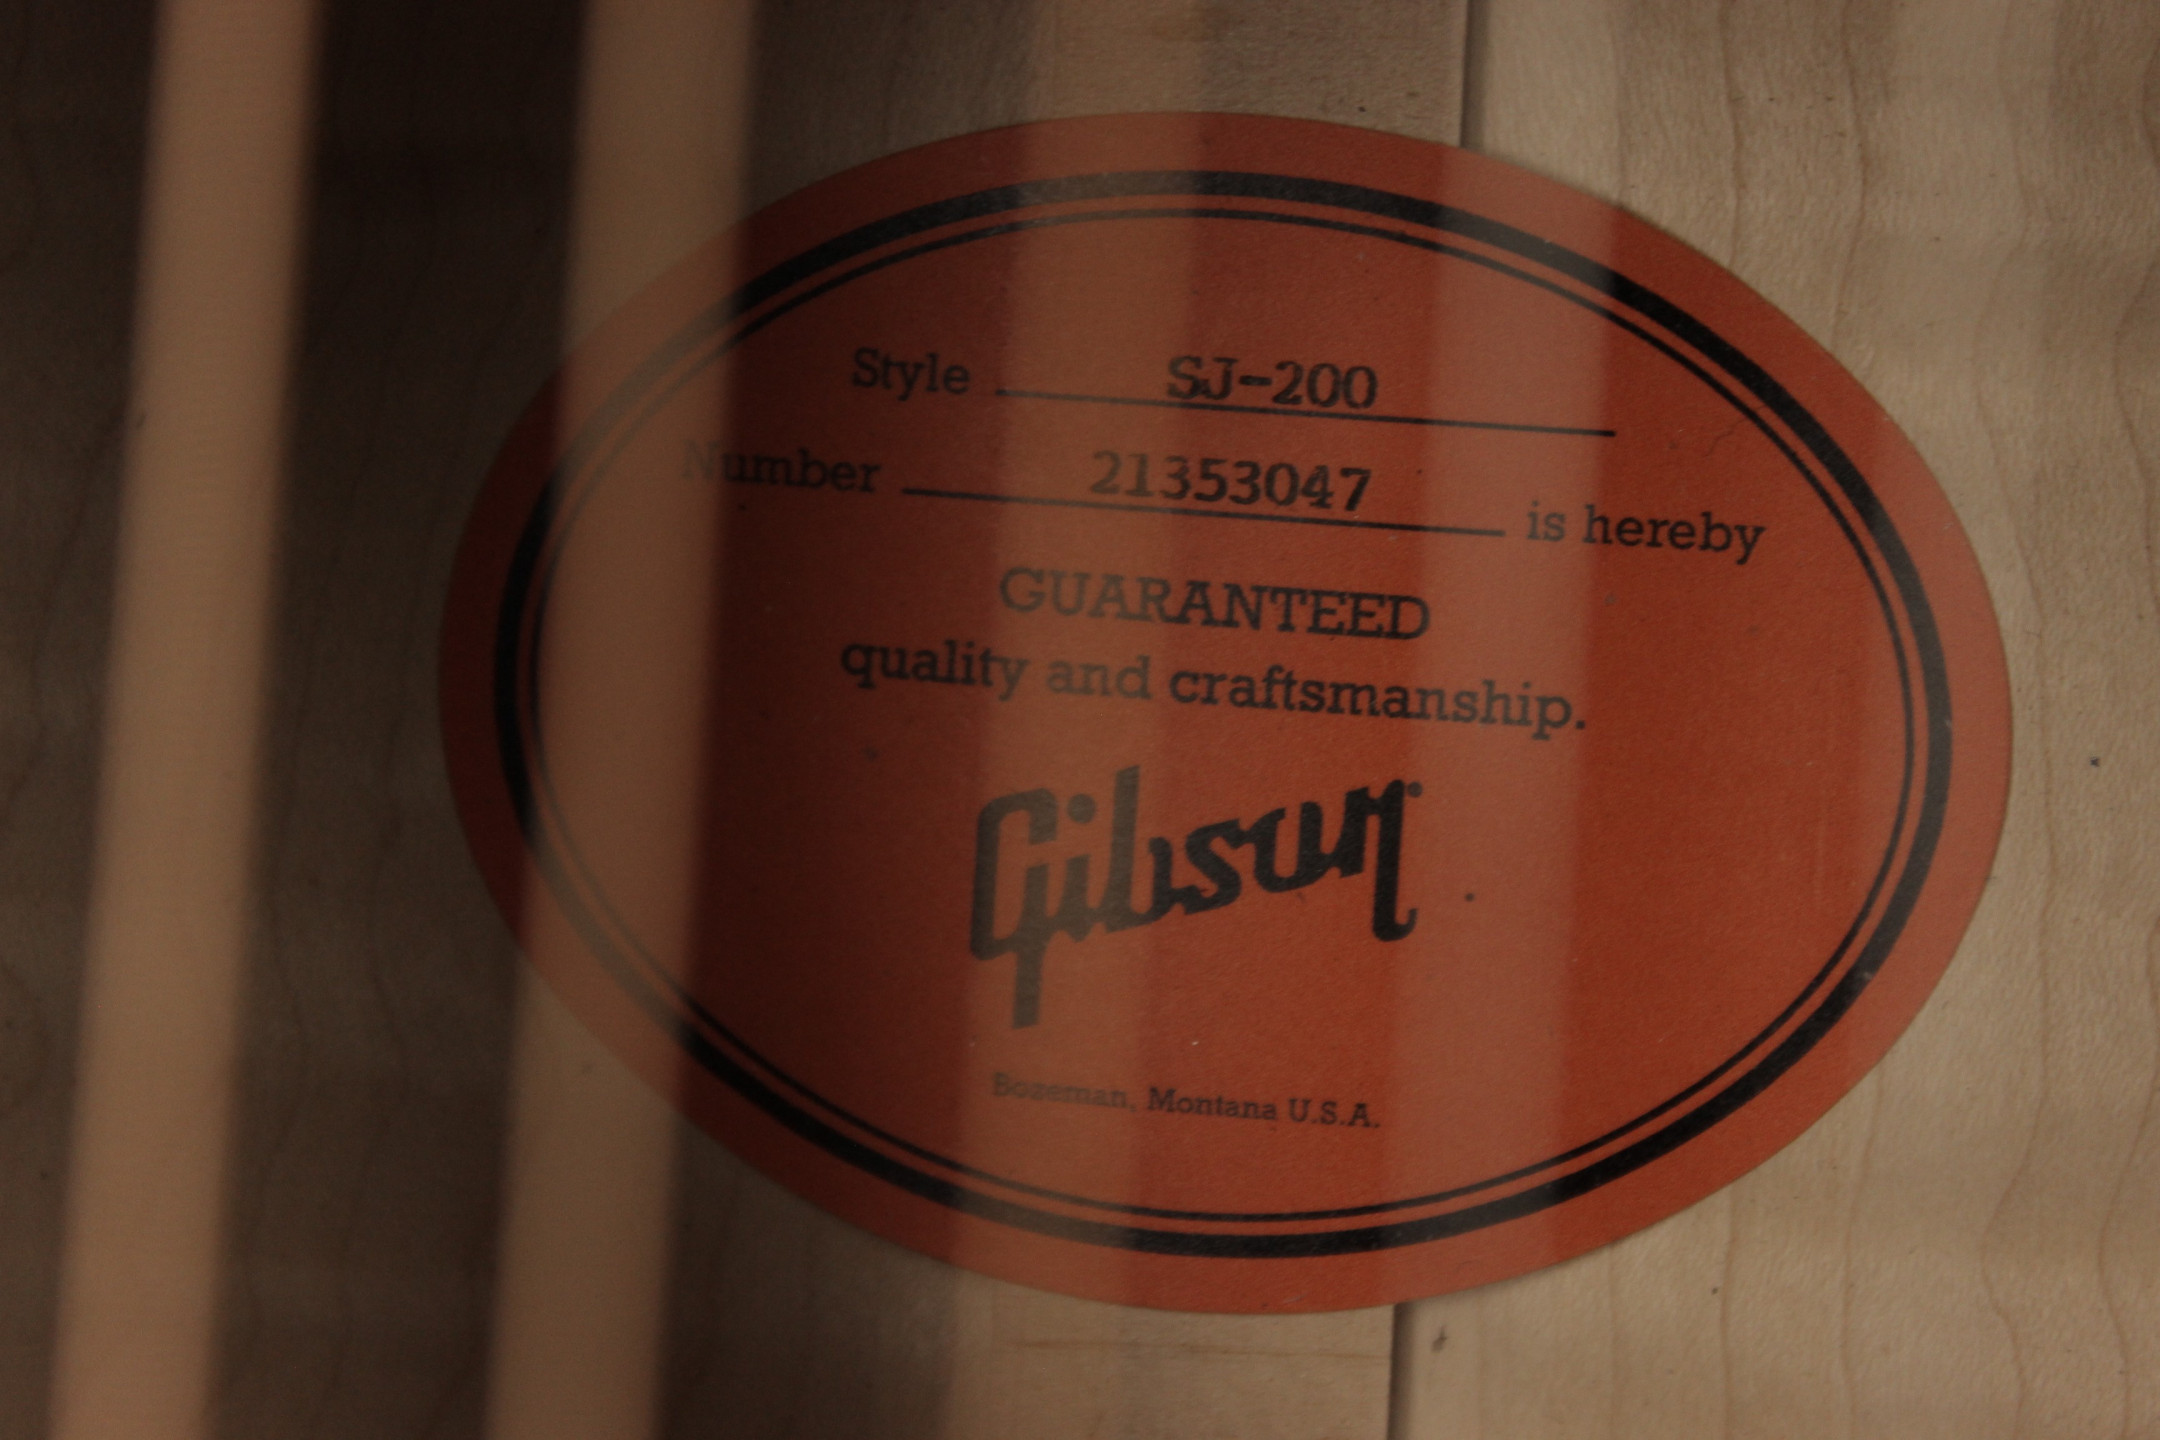 Style SJ-200
Number 21353047 is hereby
GUARANTEED
quality and craftsmanship.
Gibson®
Bozeman, Montana U.S.A.